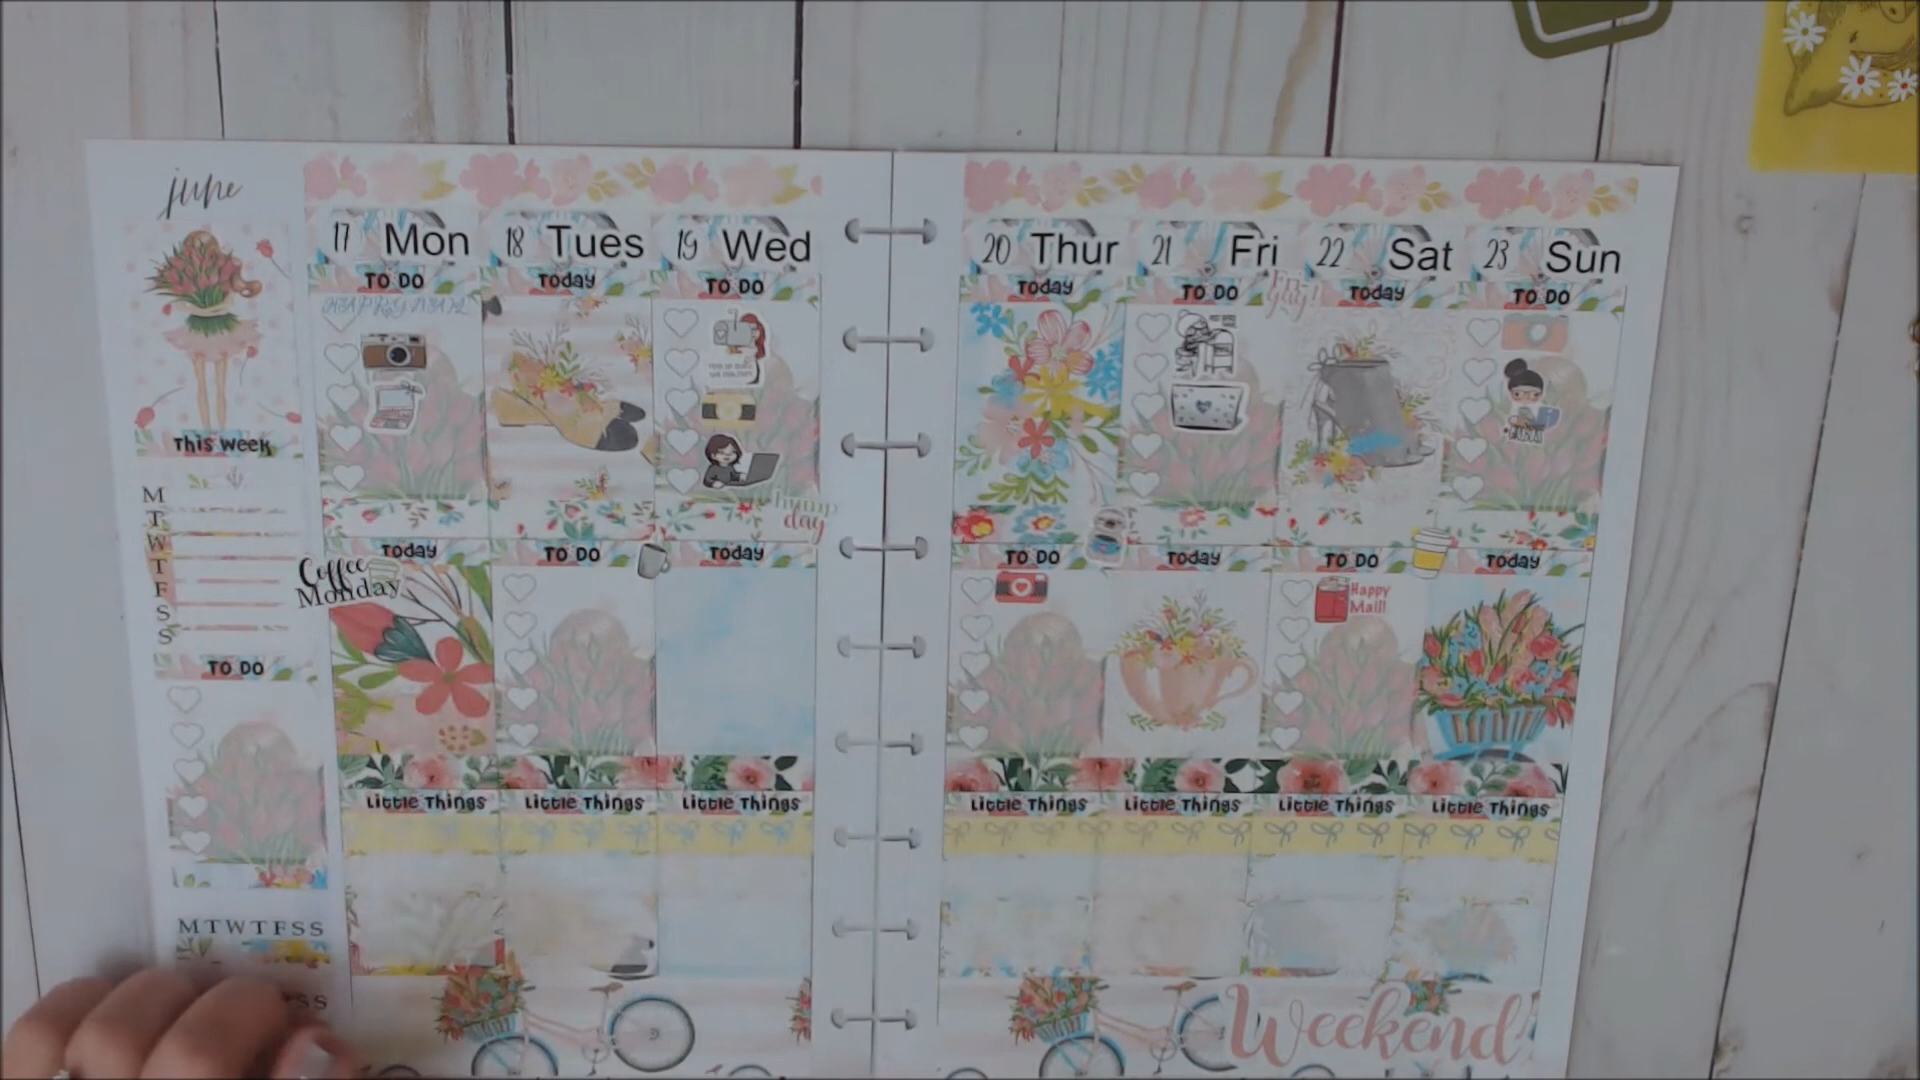 june
17 Mon
18 Tues
19 Wed
20 Thur
21 Fri
22 Sat
23 Sun
TO DO
Today
TO DO
Today
TO DO
Today
TO DO
This Week
M
T
W
T
F
S
S
hump
day
Coffee
Monday
Today
TO DO
Today
TO DO
Today
TO DO
Today
Happy
Mail!
TO DO
Little Things
Little Things
Little Things
Little Things
Little Things
Little Things
Little Things
M T W T F S S
S S
Weekend